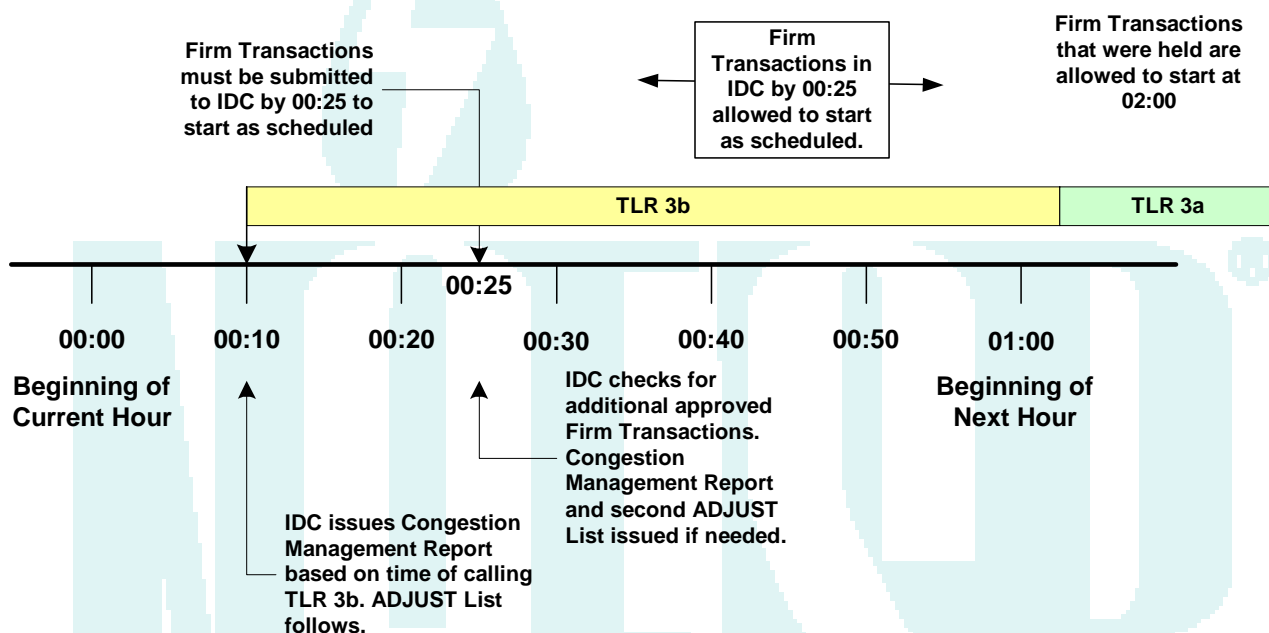 Firm Transactions
must be submitted
to IDC by 00:25 to
start as scheduled
Firm
Transactions in
IDC by 00:25
allowed to start
as scheduled.
Firm Transactions
that were held are
allowed to start at
02:00
TLR 3b
TLR 3a
00:25
00:00
00:10
00:20
00:30
00:40
00:50
01:00
Beginning of
Current Hour
Beginning of
Next Hour
IDC checks for
additional approved
Firm Transactions.
Congestion
Management Report
and second ADJUST
List issued if needed.
IDC issues Congestion
Management Report
based on time of calling
TLR 3b. ADJUST List
follows.